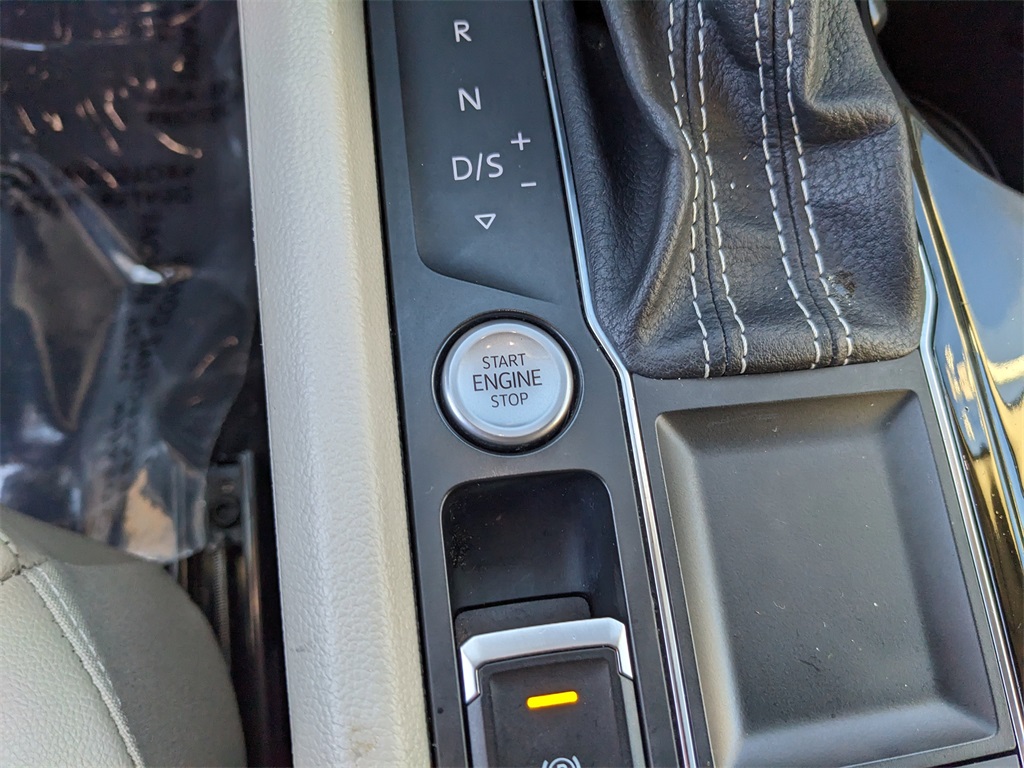 R
N
D/S + -
START
ENGINE
STOP